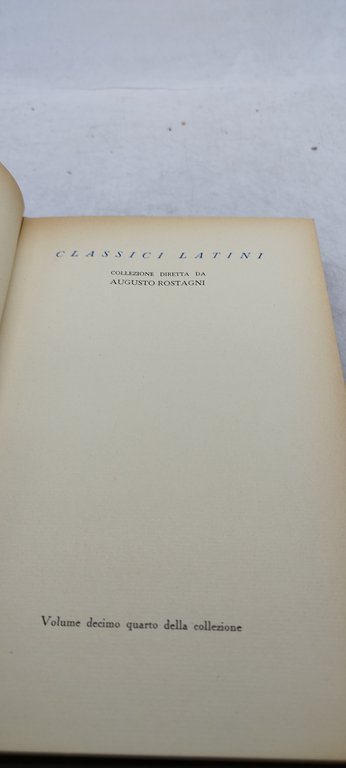 CLASSICI LATINI
COLLEZIONE DIRETTA DA
AUGUSTO ROSTAGNI
Volume decimo quarto della collezione